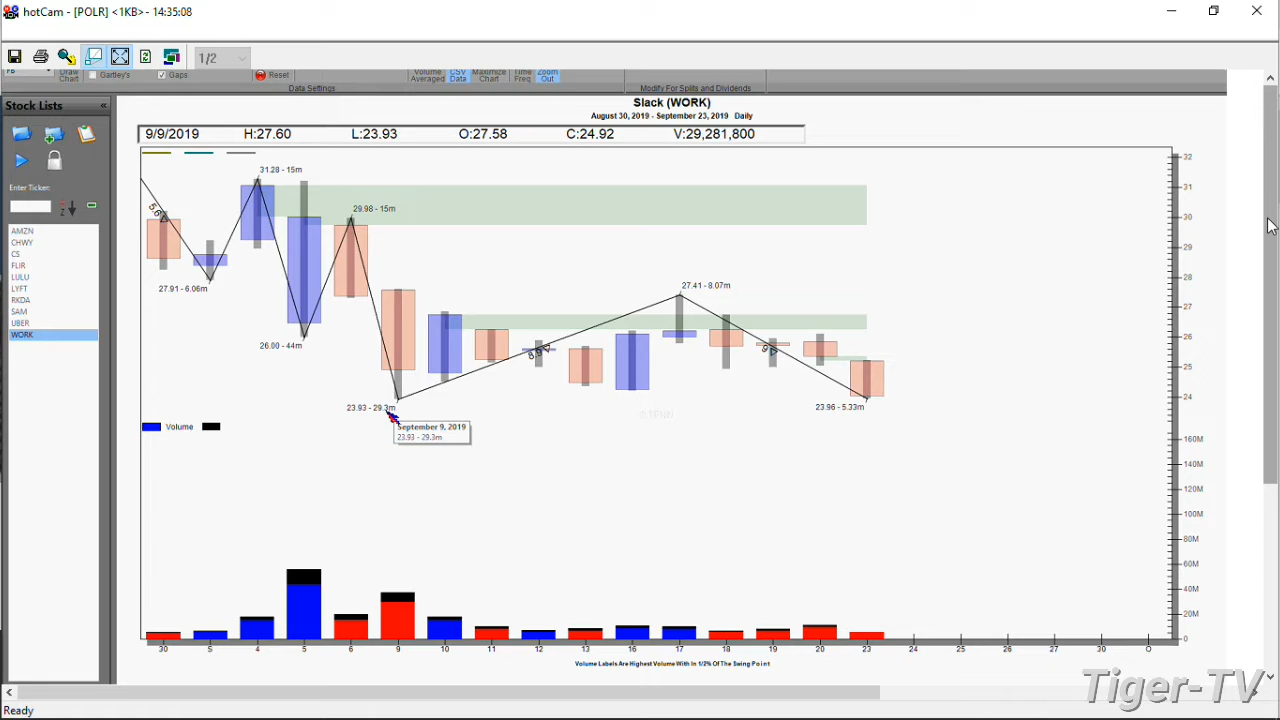 hotCam - [POLR] <1KB> - 14:35:08
1/2
Draw Chart
Gartley's
Gaps
Reset
Volume Averaged
CSV Data
Maximize Chart
Time Freq
Zoom Out
Data Settings
Modify For Splits and Dividends
Stock Lists
Slack (WORK)
August 30, 2019 - September 23, 2019 Daily
9/9/2019 H:27.60 L:23.93 O:27.58 C:24.92 V:29,281,800
Enter Ticker:
AMZN
CHWY
CS
FLIR
LULU
LYFT
RKDA
SAM
UBER
WORK
31.28 - 15m
29.98 - 15m
27.91 - 6.06m
26.00 - 44m
27.41 - 8.07m
23.93 - 29.3m
23.96 - 5.33m
September 9, 2019
23.93 - 29.3m
32
31
30
29
28
27
26
25
24
Volume
160M
140M
120M
100M
80M
60M
40M
20M
0
30 5 4 5 6 9 10 11 12 13 16 17 18 19 20 23 24 25 26 27 30 O
Volume Labels Are Highest Volume With In 1/2% Of The Swing Point
Tiger-TV
Ready